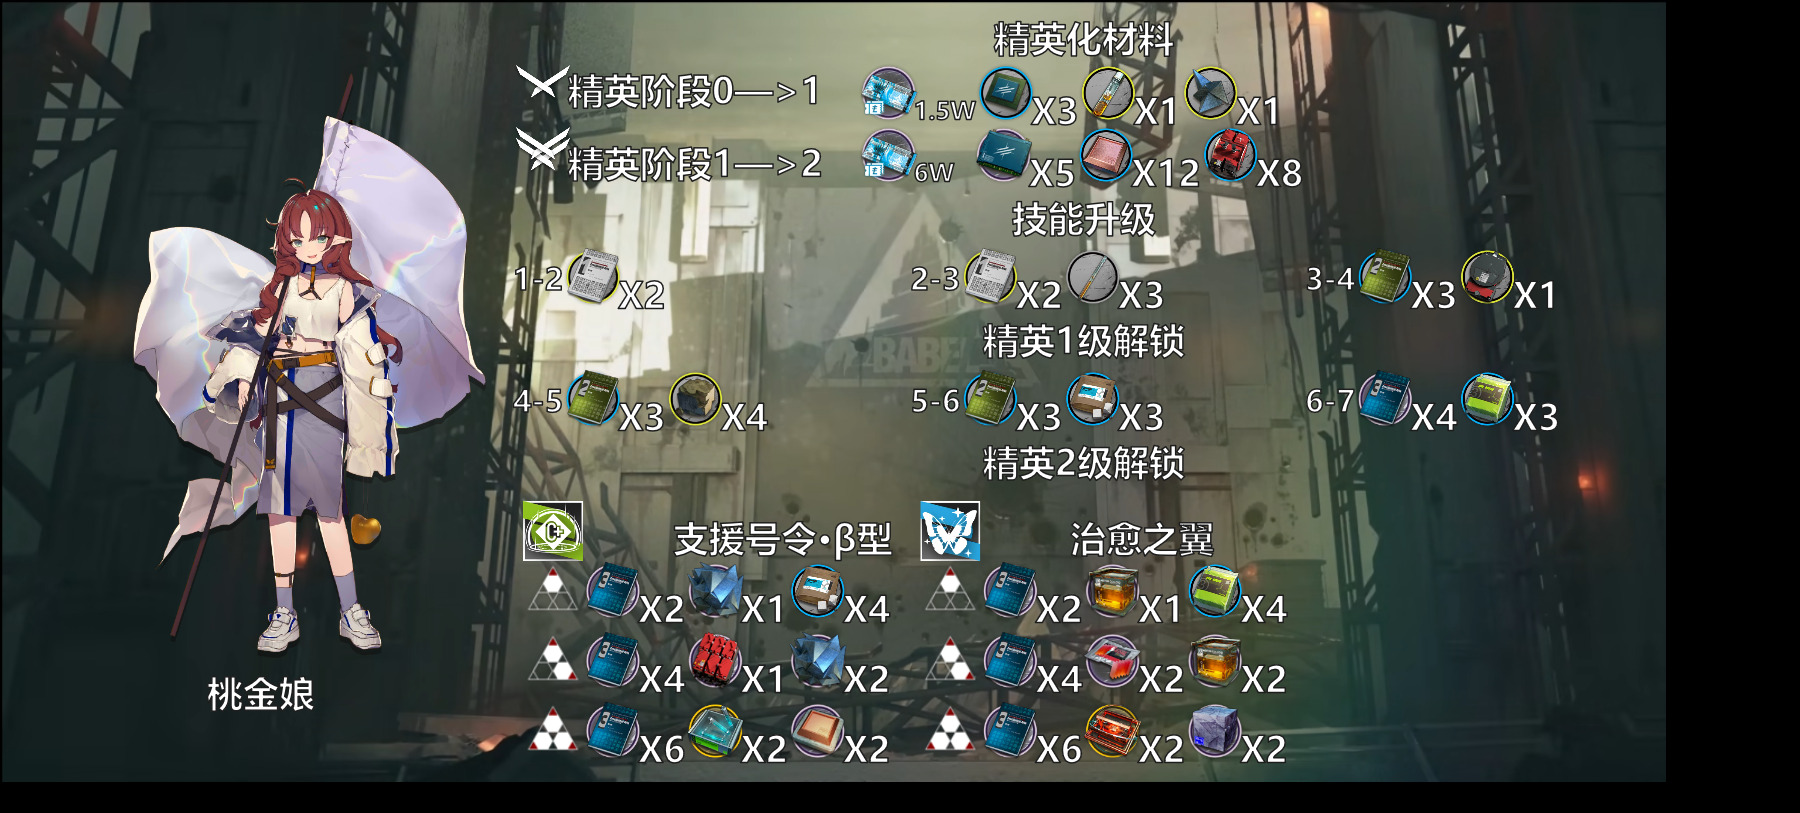 精英化材料
精英阶段0—>1 1.5W X3 X1 X1
精英阶段1—>2 6W X5 X12 X8
技能升级
1-2 X2 2-3 X2 X3 3-4 X3 X1
精英1级解锁
4-5 X3 X4 5-6 X3 X3 6-7 X4 X3
精英2级解锁
支援号令·β型 治愈之翼
X2 X1 X4 X2 X1 X4
X4 X1 X2 X4 X2 X2
X6 X2 X2 X6 X2 X2
桃金娘
BABE